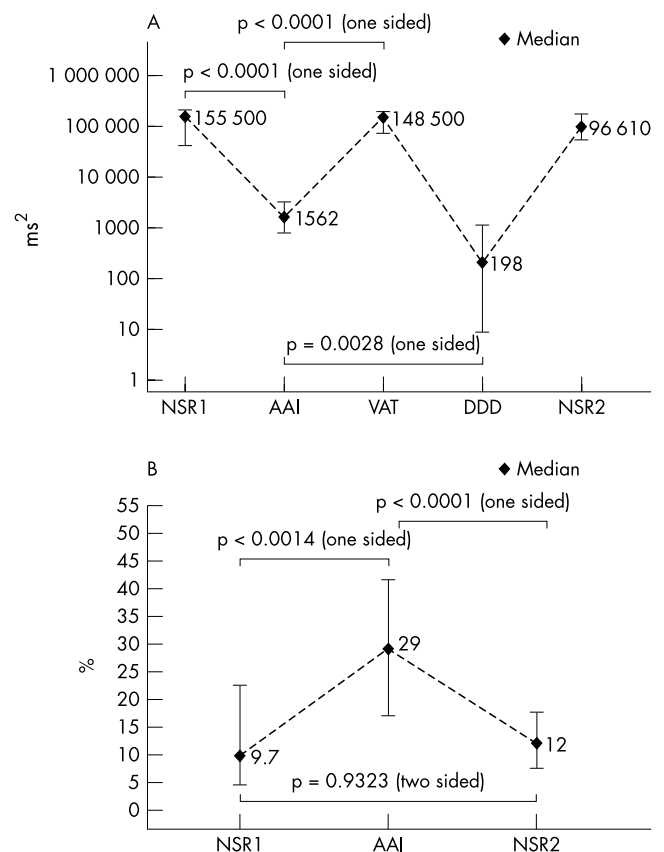 A
p < 0.0001 (one sided)
Median
p < 0.0001 (one sided)
1 000 000
100 000
10 000
1000
100
10
1
ms²
155 500
1562
148 500
198
96 610
p = 0.0028 (one sided)
NSR1 AAI VAT DDD NSR2
B
Median
p < 0.0001 (one sided)
p < 0.0014 (one sided)
55
50
45
40
35
30
25
20
15
10
5
0
%
9.7
29
12
p = 0.9323 (two sided)
NSR1 AAI NSR2